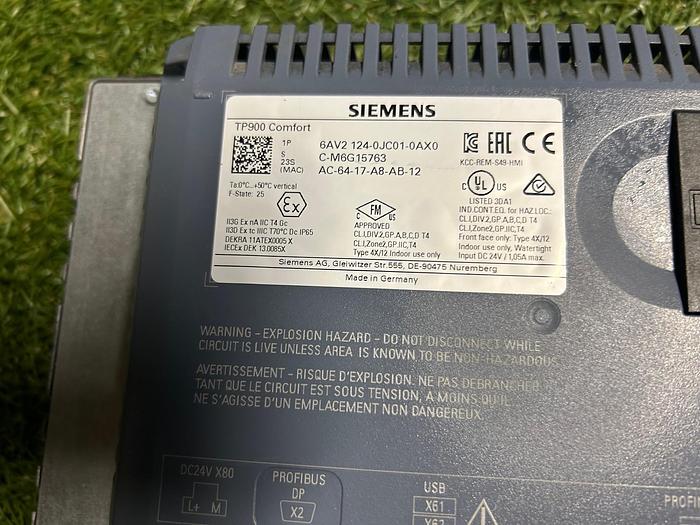 SIEMENS
TP900 Comfort
1P 6AV2 124-0JC01-0AX0
S C-M6G15763
23S (MAC) AC-64-17-A8-AB-12
KCC-REM-S49-HMI
Ta:0°C...+50°C vertical
F-State: 25
Ex
II3G Ex nA IIC T4 Gc
II3D Ex tc IIIC T70°C Dc IP65
DEKRA 11ATEX0005 X
IECEx DEK 13.0085X
FM
C US
APPROVED
CL.I,DIV.2,GP.A,B,C,D T4
CL.I,Zone2,GP.IIC,T4
Type 4X/12 Indoor use only
EAC CE
C UL US
LISTED 3DA1
IND.CONT.EQ. for HAZ.LOC.:
CL.I,DIV.2,GP.A,B,C,D T4
CL.I,Zone2,GP.IIC,T4
Front face only: Type 4X/12
Indoor use only, Watertight
Input DC 24V / 1,05A max.
Siemens AG, Gleiwitzer Str.555, DE-90475 Nuremberg
Made in Germany
WARNING – EXPLOSION HAZARD – DO NOT DISCONNECT WHILE
CIRCUIT IS LIVE UNLESS AREA IS KNOWN TO BE NON-HAZARDOUS
AVERTISSEMENT – RISQUE D'EXPLOSION. NE PAS DEBRANCHER
TANT QUE LE CIRCUIT EST SOUS TENSION, A MOINS QU'IL
NE S'AGISSE D'UN EMPLACEMENT NON DANGEREUX.
DC24V X80
L+ M
PROFIBUS
DP
X2
USB
X61
X62